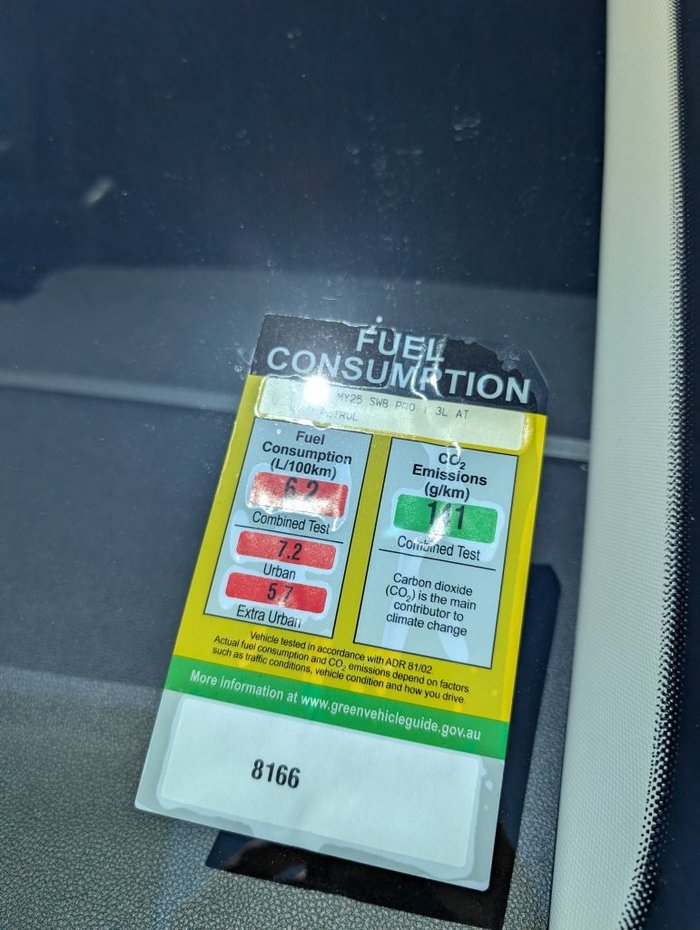 FUEL
CONSUMPTION
MY25 SWB PRO 3L AT
Fuel
Consumption
(L/100km)
6.2
Combined Test
7.2
Urban
5.7
Extra Urban
CO₂
Emissions
(g/km)
Combined Test
Carbon dioxide
(CO₂) is the main
contributor to
climate change
Vehicle tested in accordance with ADR 81/02
Actual fuel consumption and CO₂ emissions depend on factors
such as traffic conditions, vehicle condition and how you drive.
More information at www.greenvehicleguide.gov.au
8166